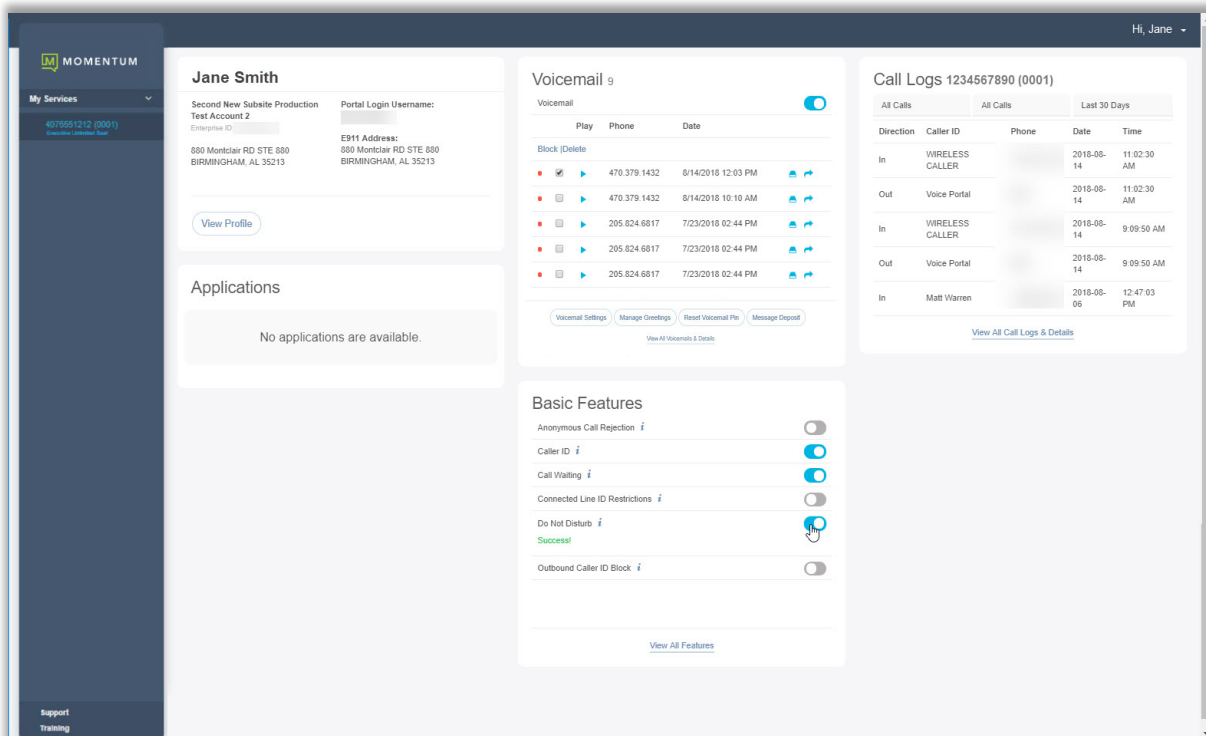 Hi, Jane
MOMENTUM
My Services
4075551212 (0001)
Executive Unlimited Seat
Support
Training
Jane Smith
Second New Subsite Production
Test Account 2
Enterprise ID
880 Montclair RD STE 880
BIRMINGHAM, AL 35213
Portal Login Username:
E911 Address:
880 Montclair RD STE 880
BIRMINGHAM, AL 35213
View Profile
Applications
No applications are available.
Voicemail 9
Voicemail
Play Phone Date
Block |Delete
470.379.1432 8/14/2018 12:03 PM
470.379.1432 8/14/2018 10:10 AM
205.824.6817 7/23/2018 02:44 PM
205.824.6817 7/23/2018 02:44 PM
205.824.6817 7/23/2018 02:44 PM
Voicemail Settings Manage Greetings Reset Voicemail Pin Message Deposit
View All Voicemails & Details
Basic Features
Anonymous Call Rejection i
Caller ID i
Call Waiting i
Connected Line ID Restrictions i
Do Not Disturb i
Success!
Outbound Caller ID Block i
View All Features
Call Logs 1234567890 (0001)
All Calls All Calls Last 30 Days
Direction Caller ID Phone Date Time
In WIRELESS CALLER 2018-08-14 11:02:30 AM
Out Voice Portal 2018-08-14 11:02:30 AM
In WIRELESS CALLER 2018-08-14 9:09:50 AM
Out Voice Portal 2018-08-14 9:09:50 AM
In Matt Warren 2018-08-06 12:47:03 PM
View All Call Logs & Details